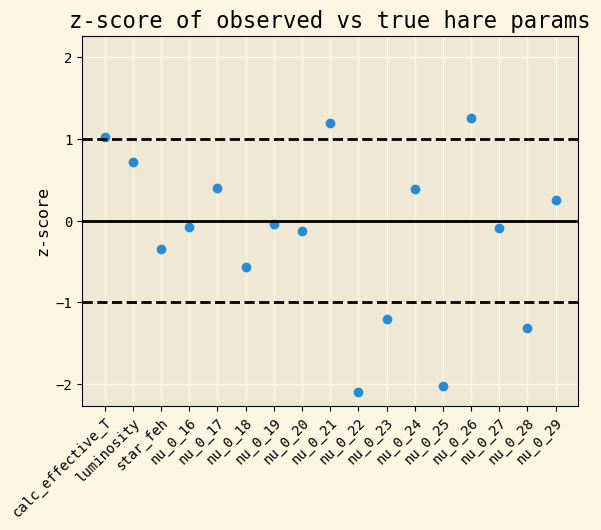 z-score of observed vs true hare params
z-score
2
1
0
−1
−2
calc_effective_T
luminosity
star_feh
nu_0_16
nu_0_17
nu_0_18
nu_0_19
nu_0_20
nu_0_21
nu_0_22
nu_0_23
nu_0_24
nu_0_25
nu_0_26
nu_0_27
nu_0_28
nu_0_29